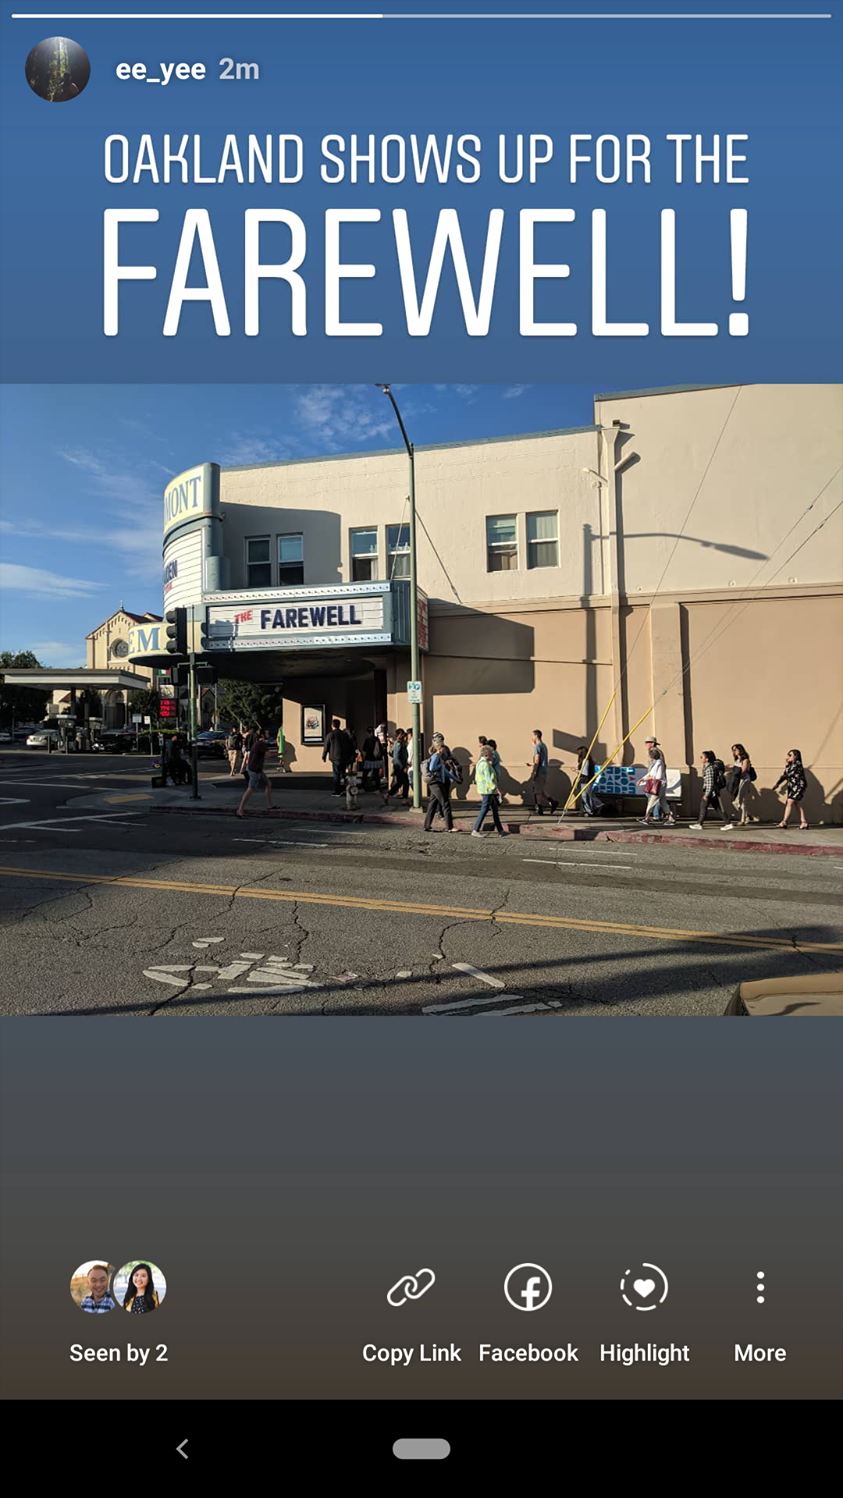 ee_yee 2m
OAKLAND SHOWS UP FOR THE
FAREWELL!
MONT
THE FAREWELL
EM
Seen by 2
Copy Link
Facebook
Highlight
More